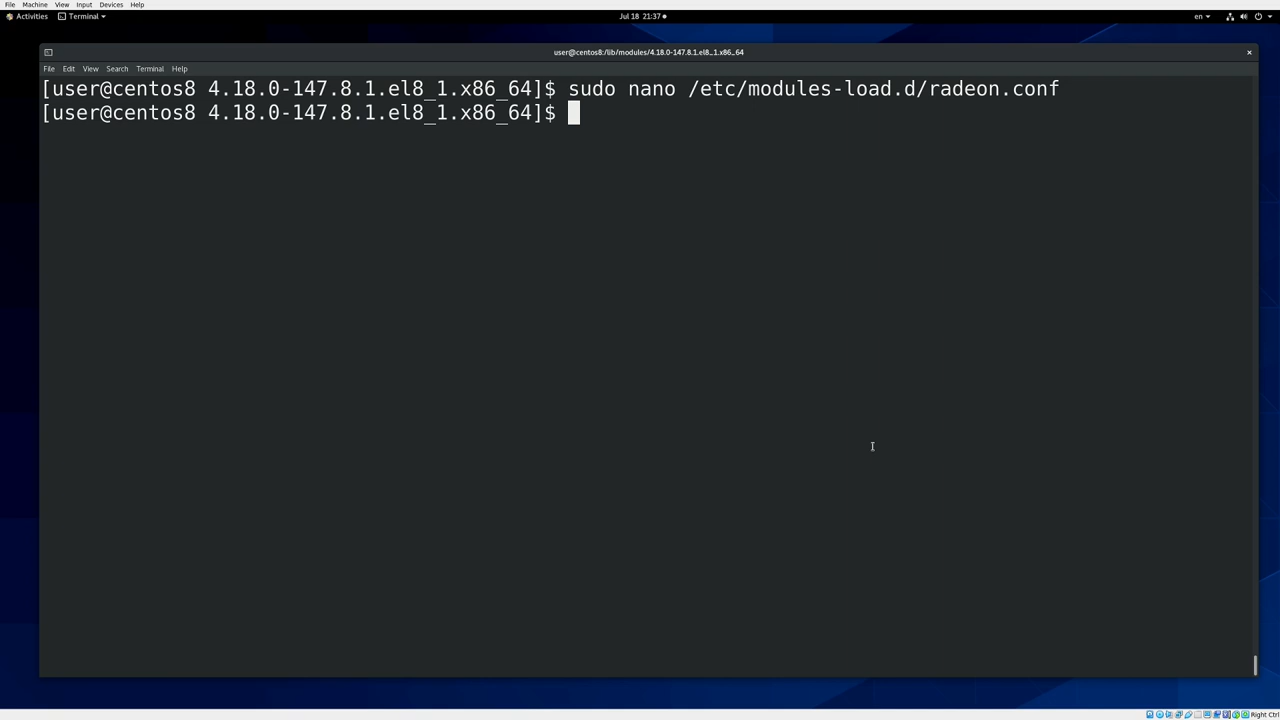 File Machine View Input Devices Help
Activities Terminal Jul 18 21:37 en
user@centos8:/lib/modules/4.18.0-147.8.1.el8_1.x86_64
File Edit View Search Terminal Help
[user@centos8 4.18.0-147.8.1.el8_1.x86_64]$ sudo nano /etc/modules-load.d/radeon.conf
[user@centos8 4.18.0-147.8.1.el8_1.x86_64]$
Right Ctrl